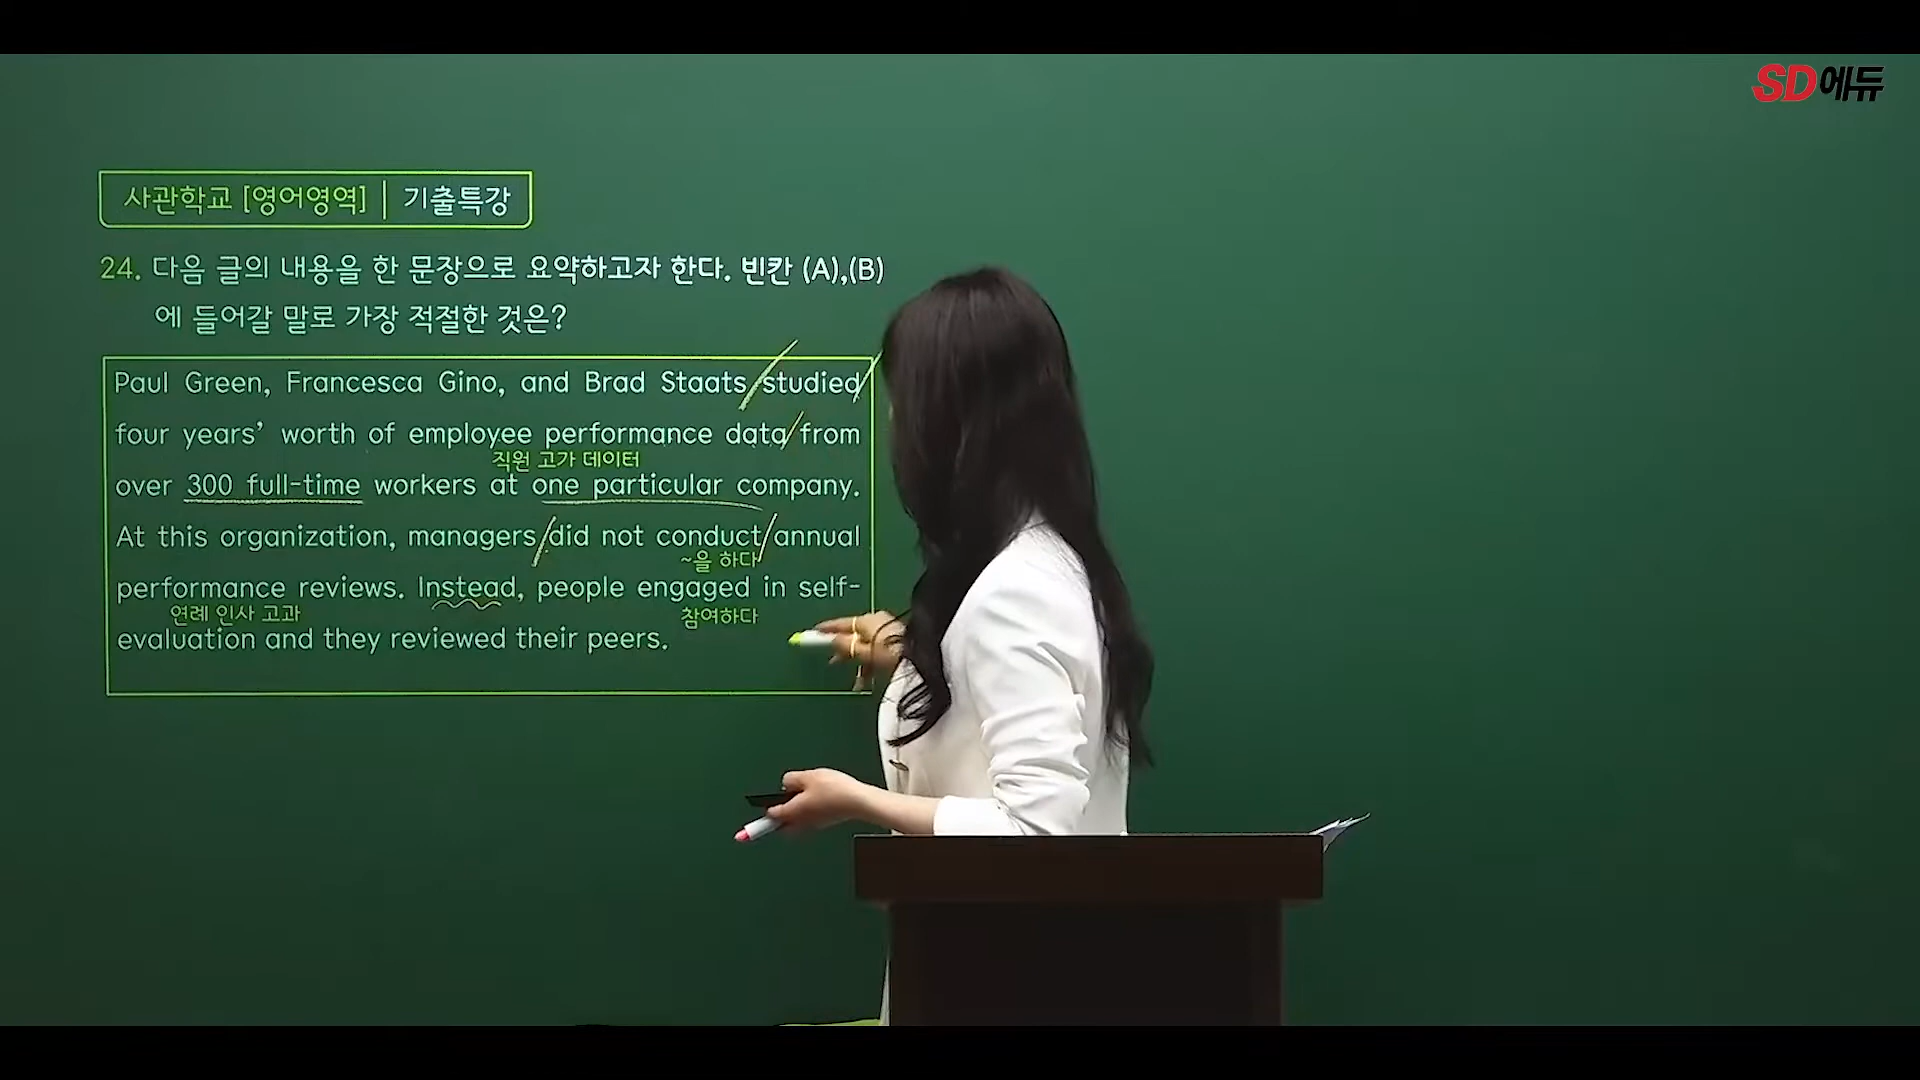 SD에듀
사관학교 [영어영역] | 기출특강
24. 다음 글의 내용을 한 문장으로 요약하고자 한다. 빈칸 (A),(B)
에 들어갈 말로 가장 적절한 것은?
Paul Green, Francesca Gino, and Brad Staats studied
four years’ worth of employee performance data from
직원 고가 데이터
over 300 full-time workers at one particular company.
At this organization, managers did not conduct annual
~을 하다
performance reviews. Instead, people engaged in self-
연례 인사 고과 참여하다
evaluation and they reviewed their peers.